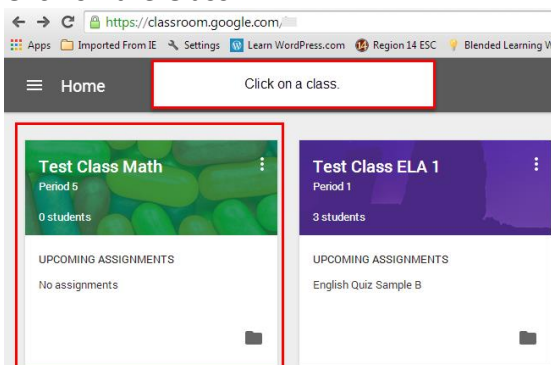 https://classroom.google.com/
Apps Imported From IE Settings Learn WordPress.com Region 14 ESC Blended Learning
Home
Click on a class.
Test Class Math
Period 5
0 students
UPCOMING ASSIGNMENTS
No assignments
Test Class ELA 1
Period 1
3 students
UPCOMING ASSIGNMENTS
English Quiz Sample B